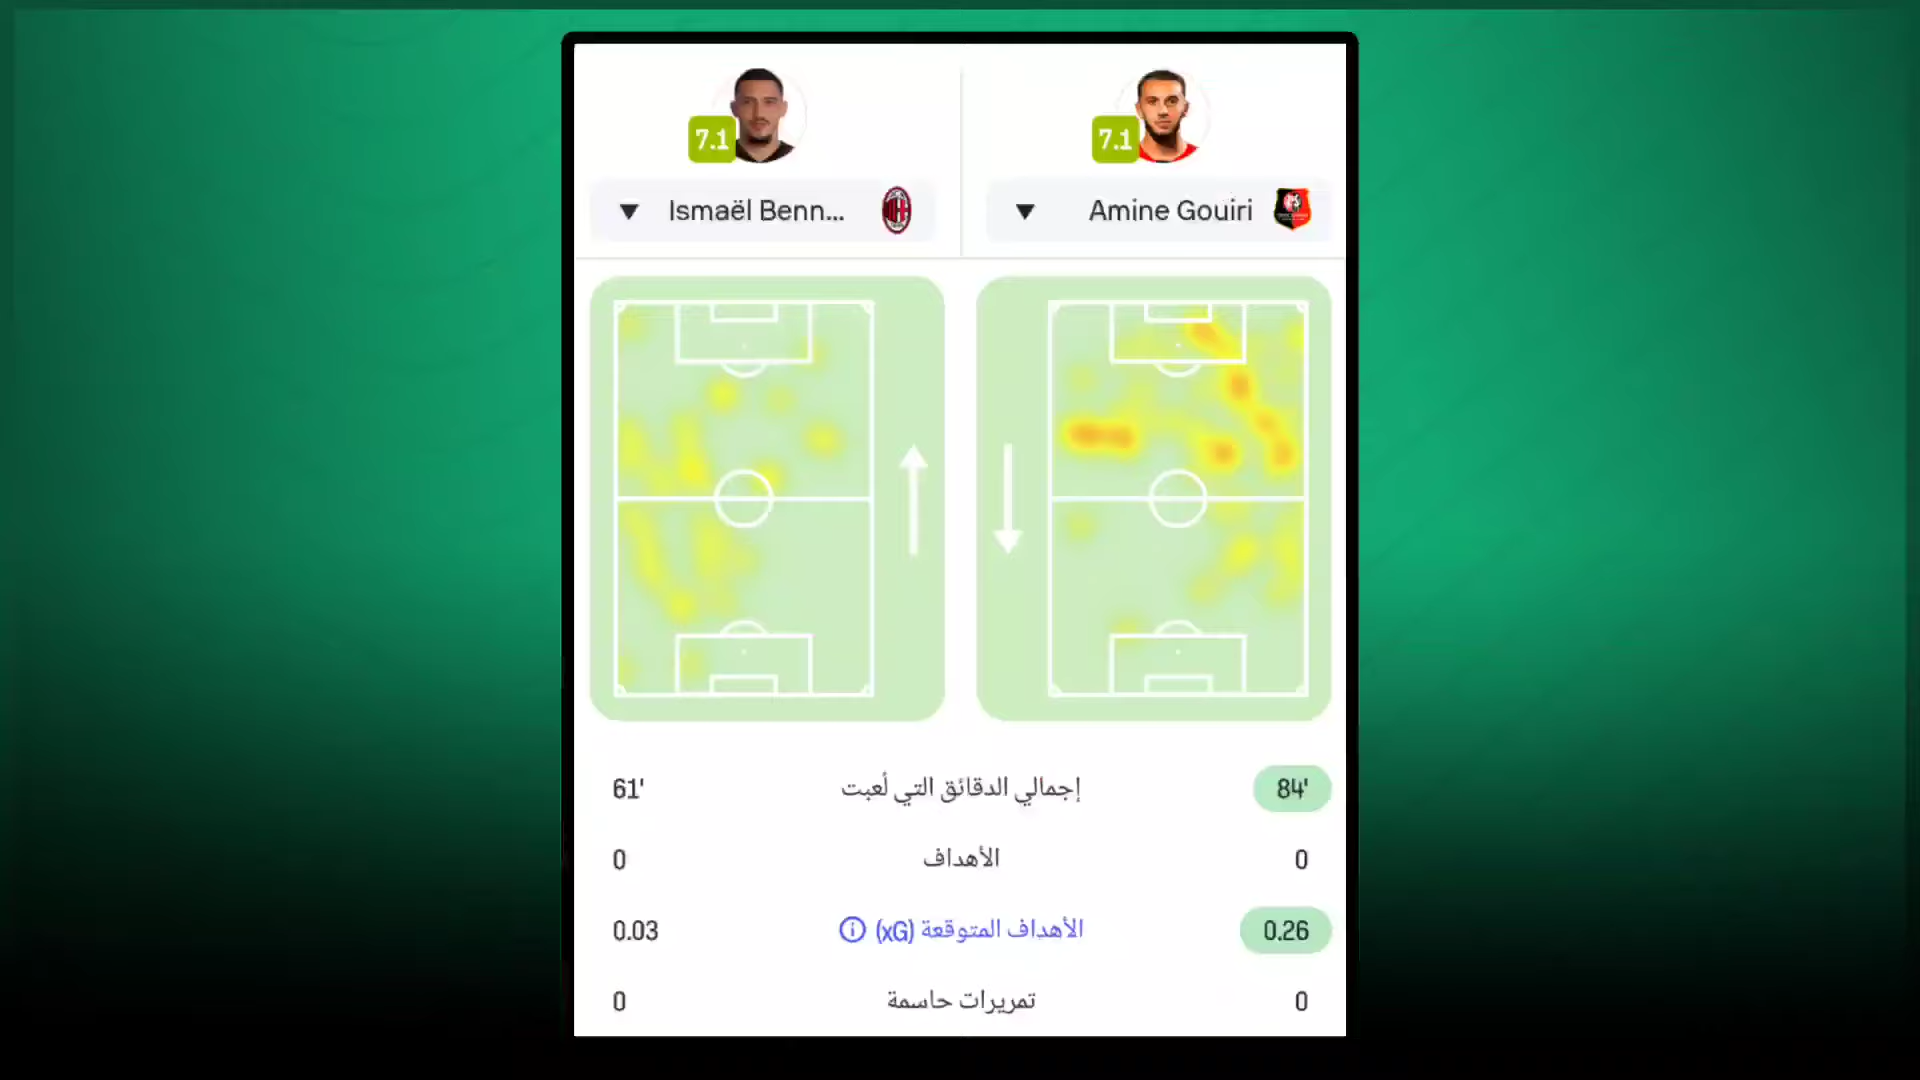 7.1
7.1
Ismaël Benn...
Amine Gouiri
61' إجمالي الدقائق التي لُعبت 84'
0 الأهداف 0
0.03 الأهداف المتوقعة (xG) 0.26
0 تمريرات حاسمة 0